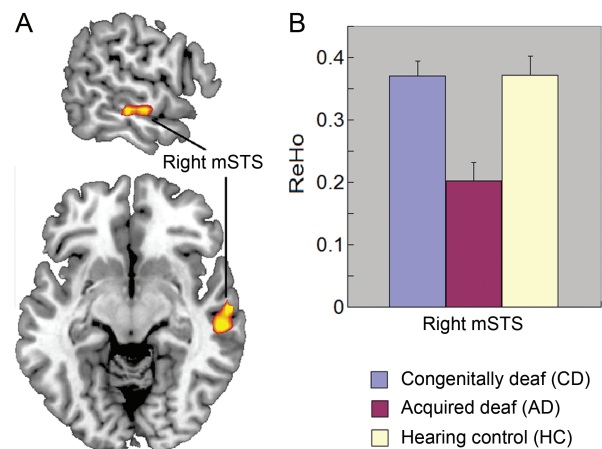 A
Right mSTS
B
0.4
0.3
0.2
0.1
0
ReHo
Right mSTS
Congenitally deaf (CD)
Acquired deaf (AD)
Hearing control (HC)